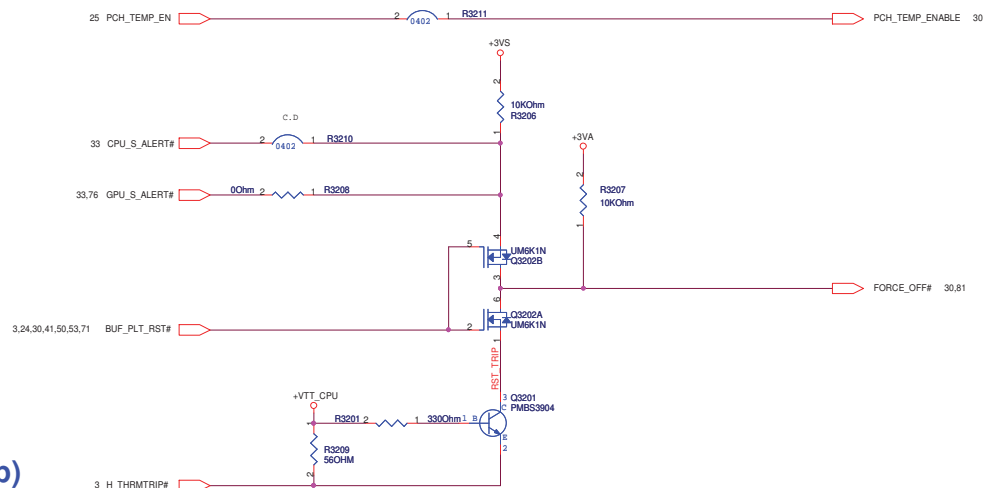 25 PCH_TEMP_EN 2 0402 1 R3211 PCH_TEMP_ENABLE 30
+3VS
2
10KOhm
R3206
1
C.D
33 CPU_S_ALERT# 2 0402 1 R3210
+3VA
2
R3207
10KOhm
1
33,76 GPU_S_ALERT# 0Ohm 2 1 R3208
4
5
UM6K1N
Q3202B
3
FORCE_OFF# 30,81
6
Q3202A
UM6K1N
3,24,30,41,50,53,71 BUF_PLT_RST# 2
1
RST_TRIP
+VTT_CPU
3 Q3201
C PMBS3904
1
R3201 2 1 330Ohm 1 B
E
2
R3209
56OHM
2
3 H_THRMTRIP#
o)